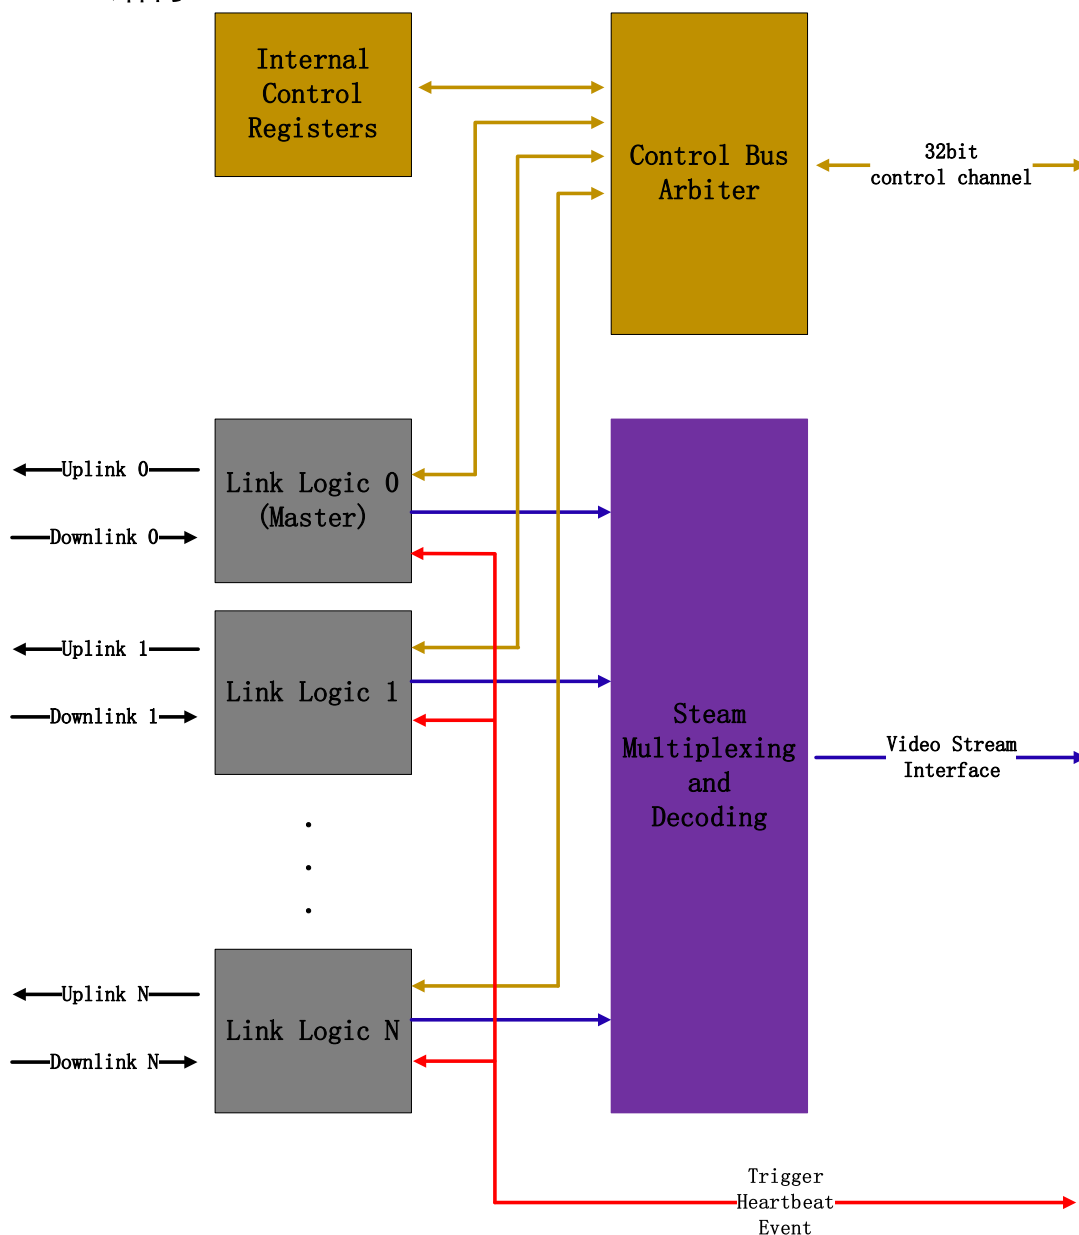 Internal
Control
Registers
Control Bus
Arbiter
32bit
control channel
Uplink 0
Downlink 0
Link Logic 0
(Master)
Uplink 1
Downlink 1
Link Logic 1
Steam
Multiplexing
and
Decoding
Video Stream
Interface
.
.
.
Uplink N
Downlink N
Link Logic N
Trigger
Heartbeat
Event